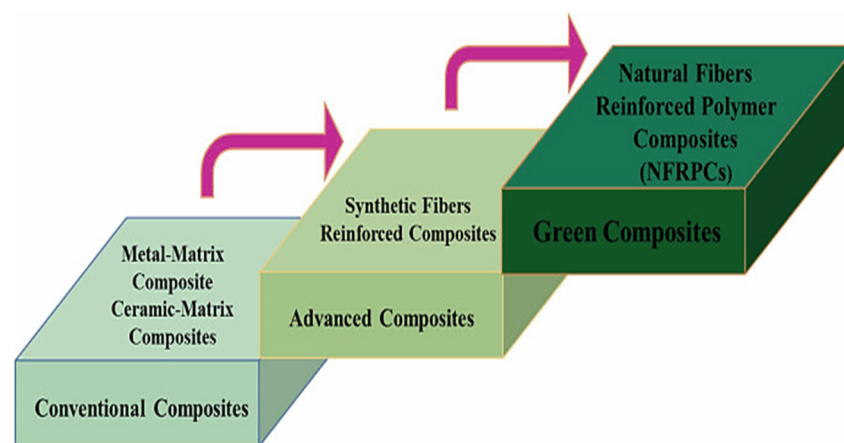 Metal-Matrix
Composite
Ceramic-Matrix
Composites
Conventional Composites
Synthetic Fibers
Reinforced Composites
Advanced Composites
Natural Fibers
Reinforced Polymer
Composites
(NFRPCs)
Green Composites